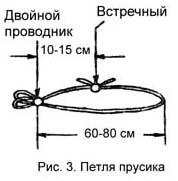 Двойной
проводник
Встречный
10-15 см
60-80 см
Рис. 3. Петля прусика